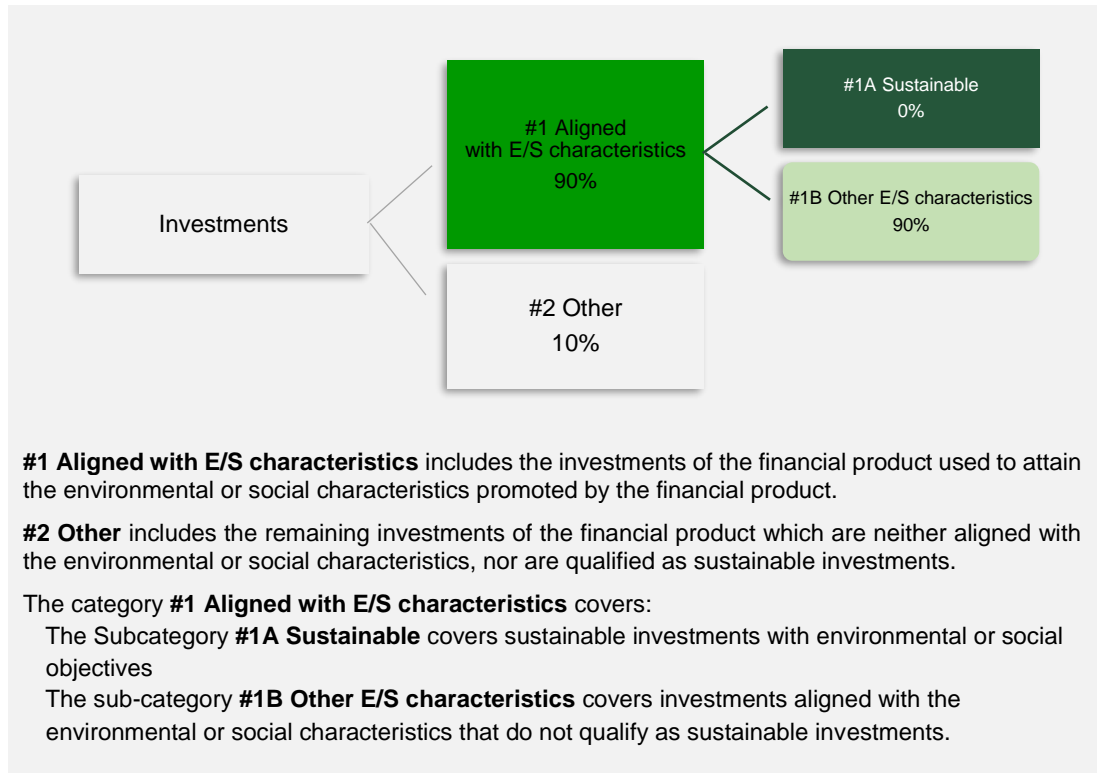 Investments
#1 Aligned
with E/S characteristics
90%
#2 Other
10%
#1A Sustainable
0%
#1B Other E/S characteristics
90%
#1 Aligned with E/S characteristics includes the investments of the financial product used to attain
the environmental or social characteristics promoted by the financial product.
#2 Other includes the remaining investments of the financial product which are neither aligned with
the environmental or social characteristics, nor are qualified as sustainable investments.
The category #1 Aligned with E/S characteristics covers:
The Subcategory #1A Sustainable covers sustainable investments with environmental or social
objectives
The sub-category #1B Other E/S characteristics covers investments aligned with the
environmental or social characteristics that do not qualify as sustainable investments.